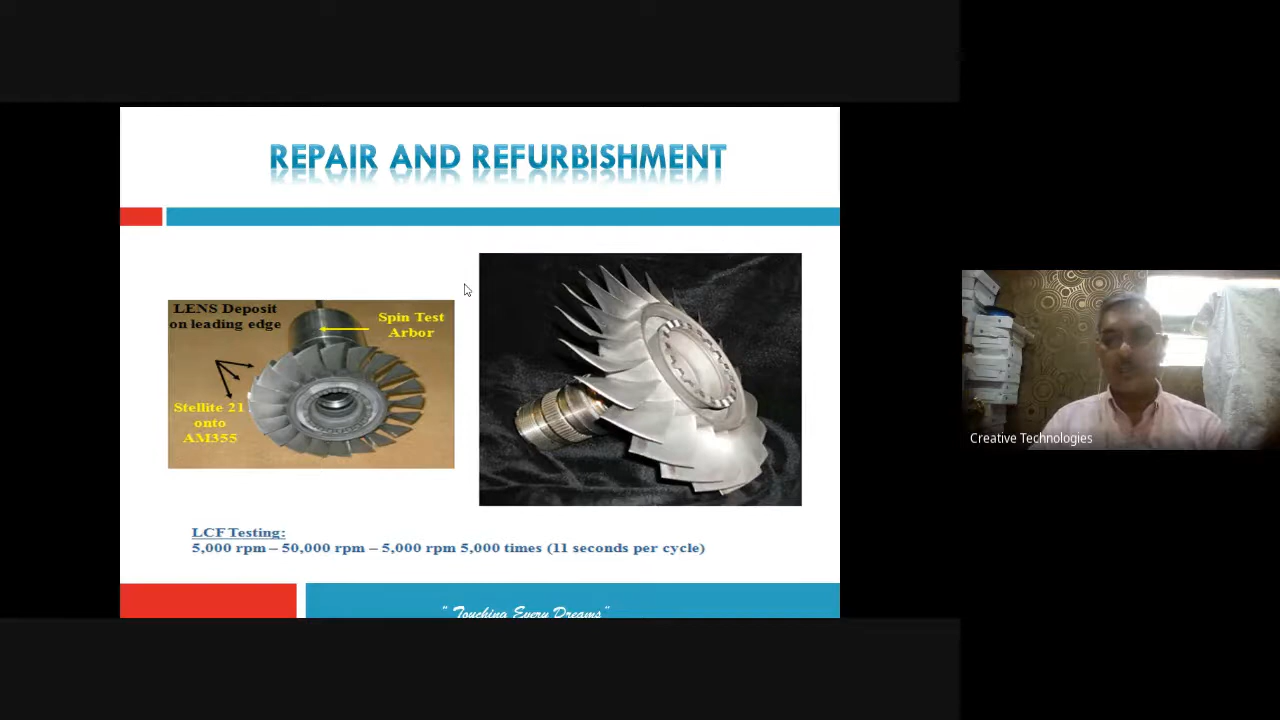 REPAIR AND REFURBISHMENT
LENS Deposit
on leading edge
Spin Test
Arbor
Stellite 21
onto
AM355
LCF Testing:
5,000 rpm – 50,000 rpm – 5,000 rpm 5,000 times (11 seconds per cycle)
" Touching Every Dreams"
Creative Technologies